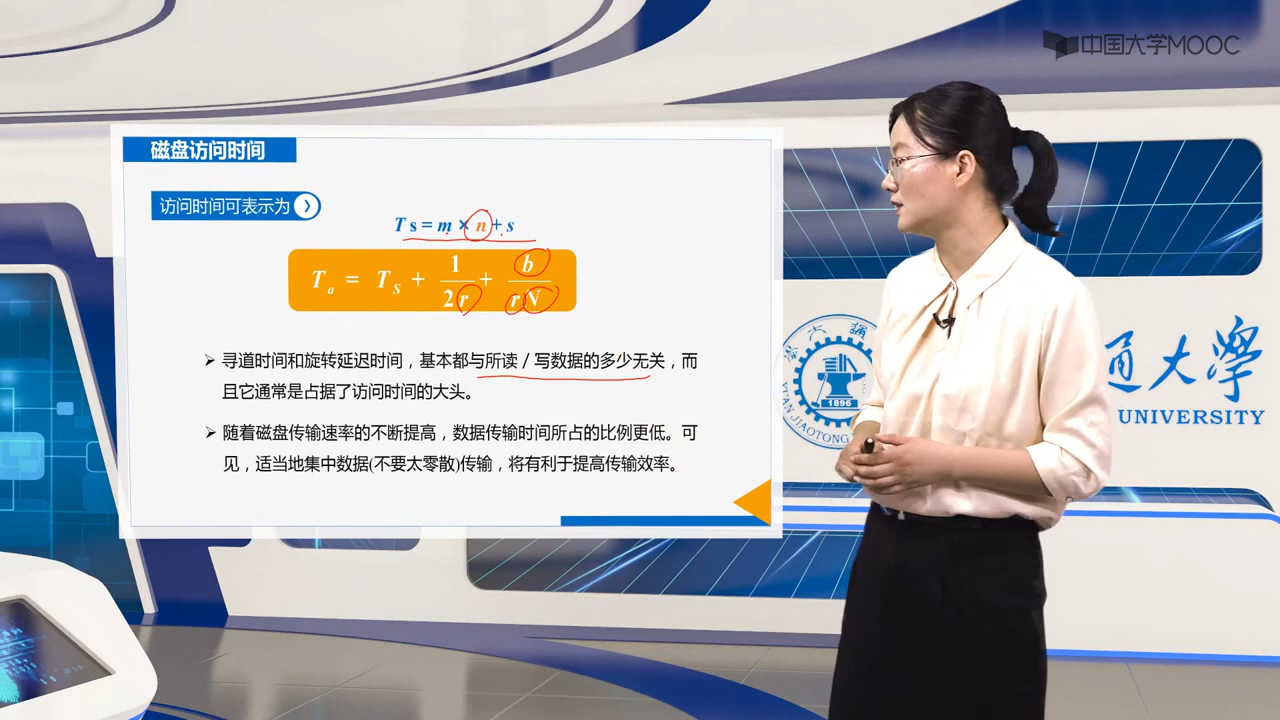 中国大学MOOC
磁盘访问时间
访问时间可表示为
T s = m × n + s
T_a = T_S + 1/2r + b/rN
寻道时间和旋转延迟时间，基本都与所读/写数据的多少无关，而
且它通常是占据了访问时间的大头。
随着磁盘传输速率的不断提高，数据传输时间所占的比例更低。可
见，适当地集中数据(不要太零散)传输，将有利于提高传输效率。
通大学
UNIVERSITY
1896
JIAOTONG